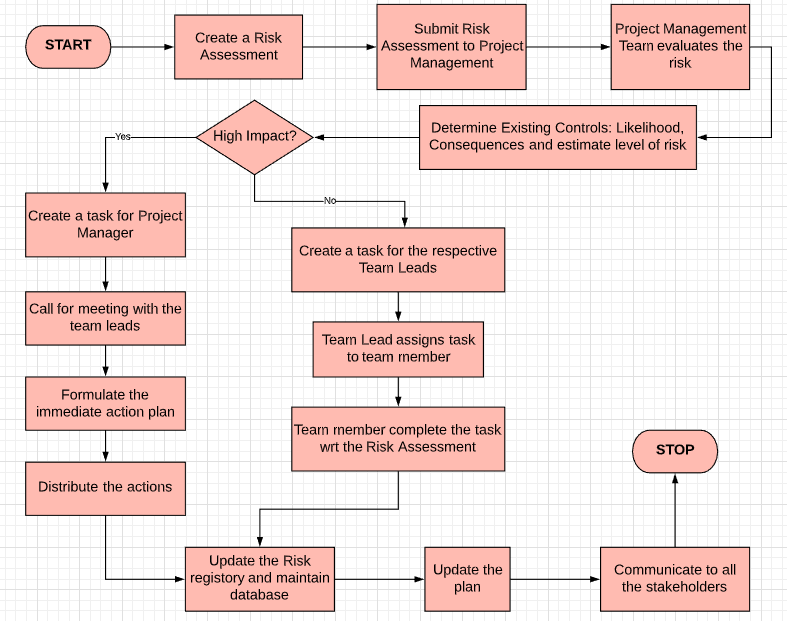 START
Create a Risk
Assessment
Submit Risk
Assessment to Project
Management
Project Management
Team evaluates the
risk
Determine Existing Controls: Likelihood,
Consequences and estimate level of risk
High Impact?
Yes
No
Create a task for Project
Manager
Call for meeting with the
team leads
Formulate the
immediate action plan
Distribute the actions
Create a task for the respective
Team Leads
Team Lead assigns task
to team member
Team member complete the task
wrt the Risk Assessment
Update the Risk
registory and maintain
database
Update the
plan
Communicate to all
the stakeholders
STOP